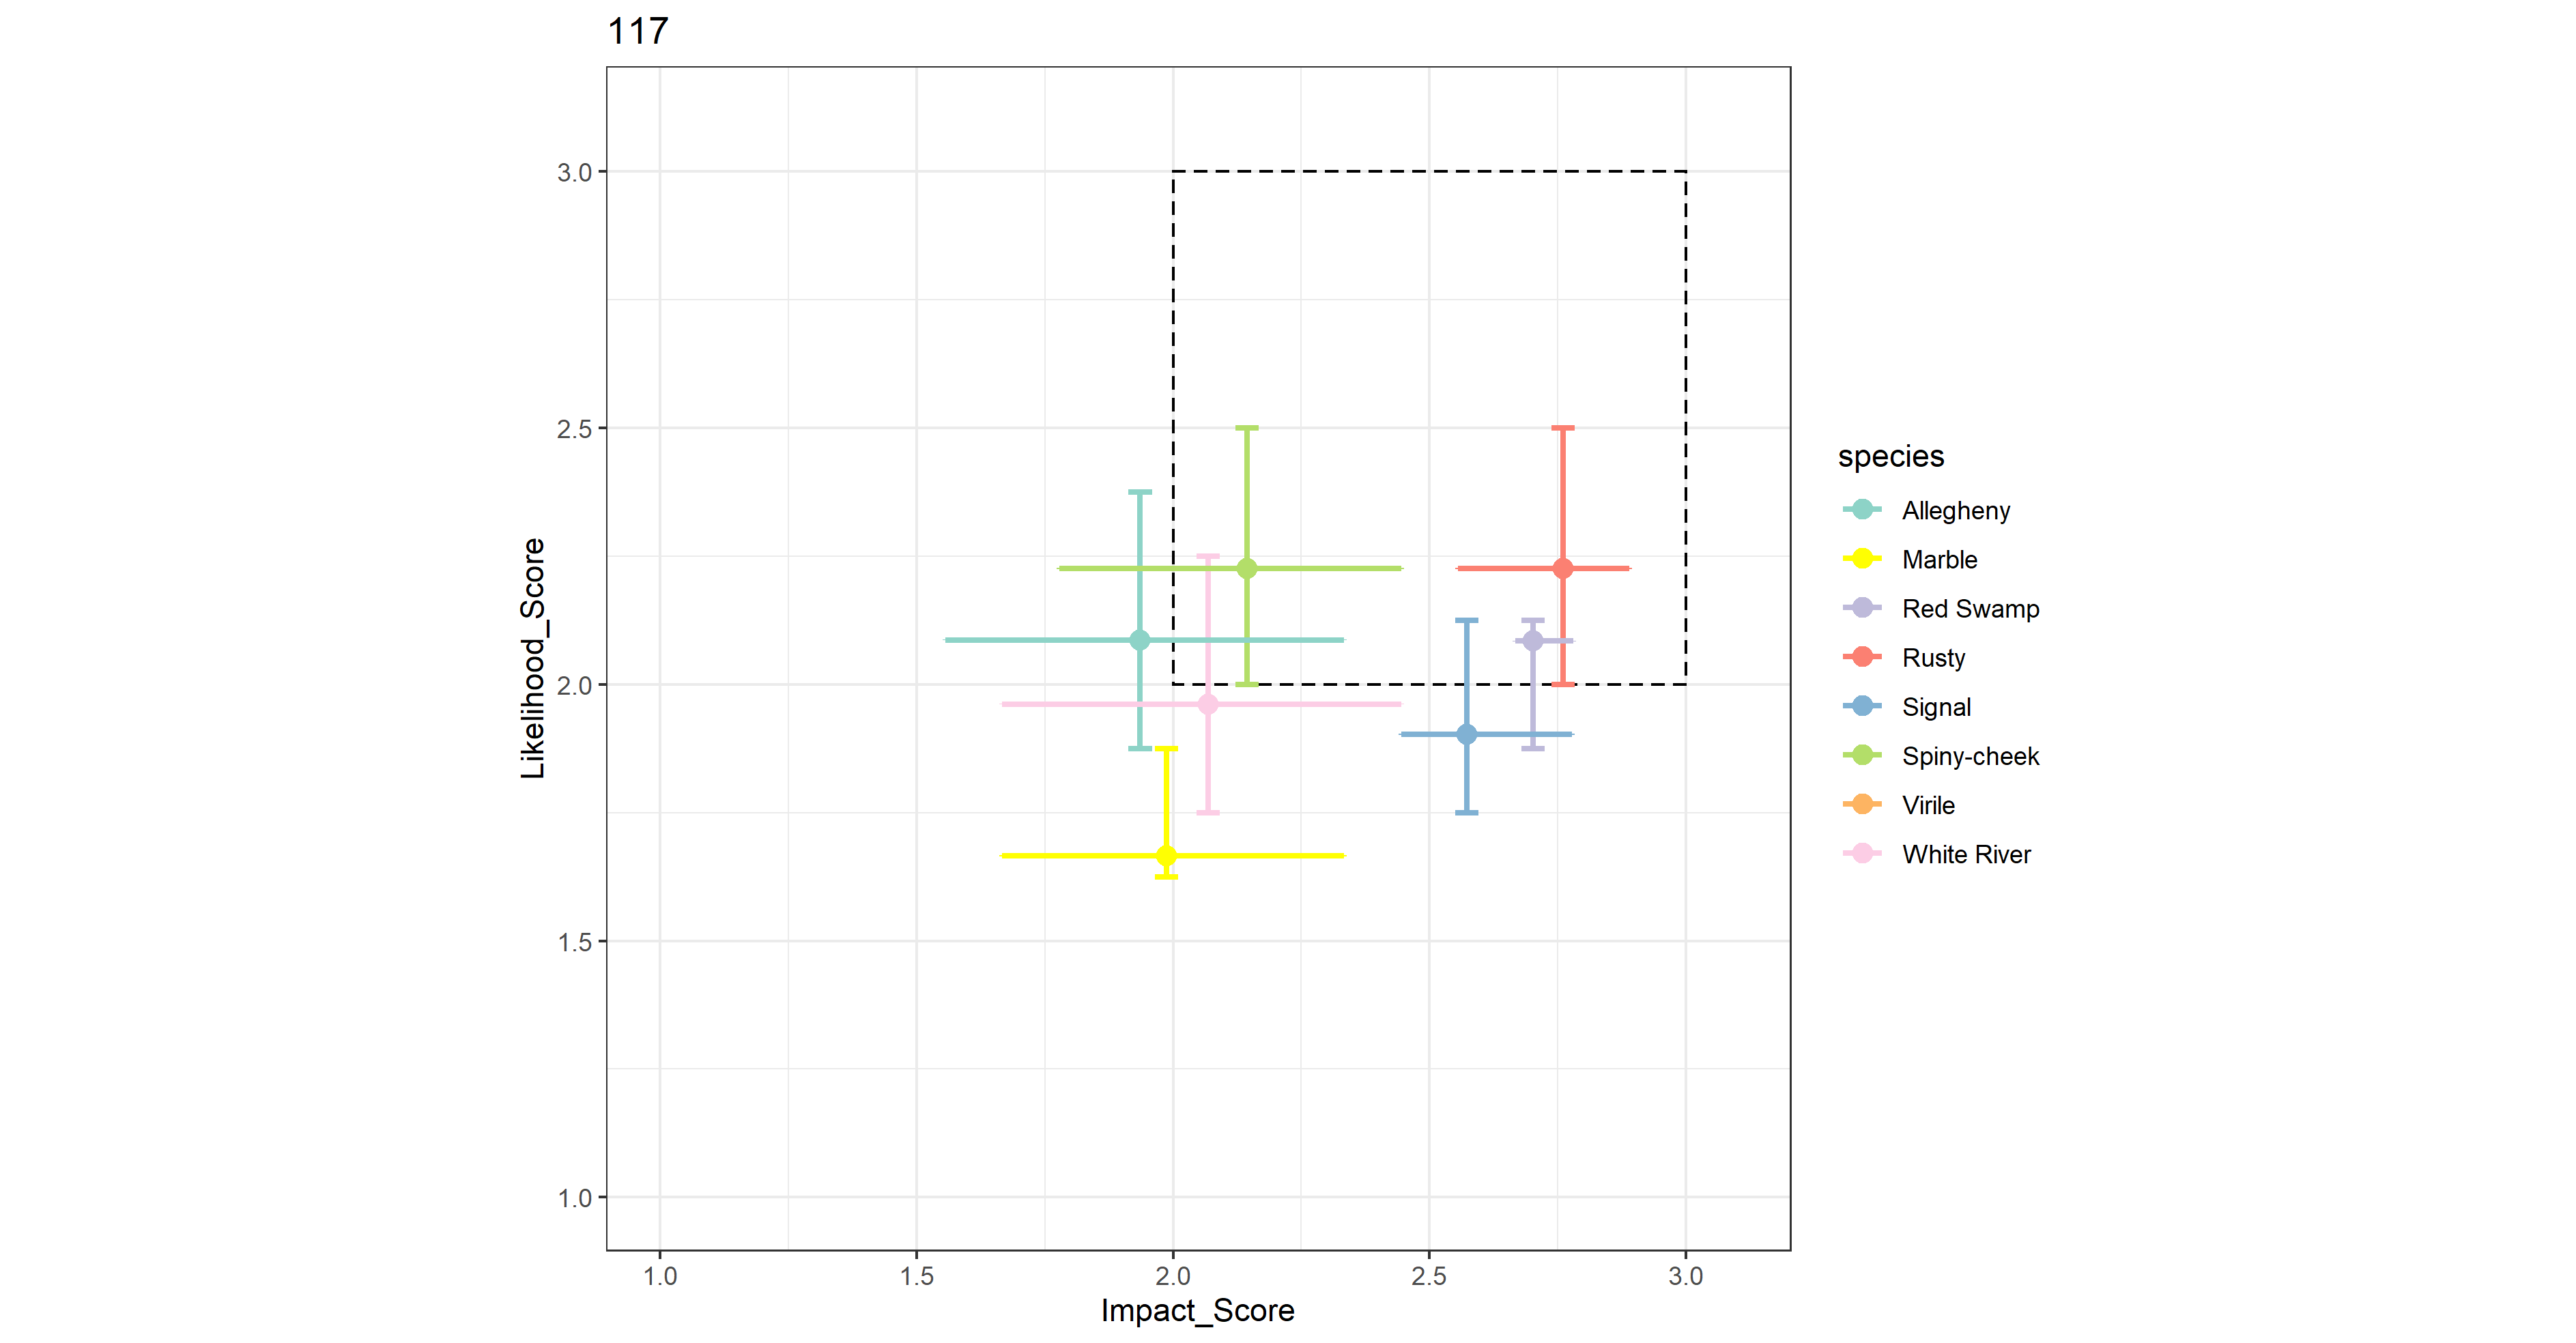 117
3.0
2.5
2.0
1.5
1.0
Likelihood_Score
1.0 1.5 2.0 2.5 3.0
Impact_Score
species
Allegheny
Marble
Red Swamp
Rusty
Signal
Spiny-cheek
Virile
White River